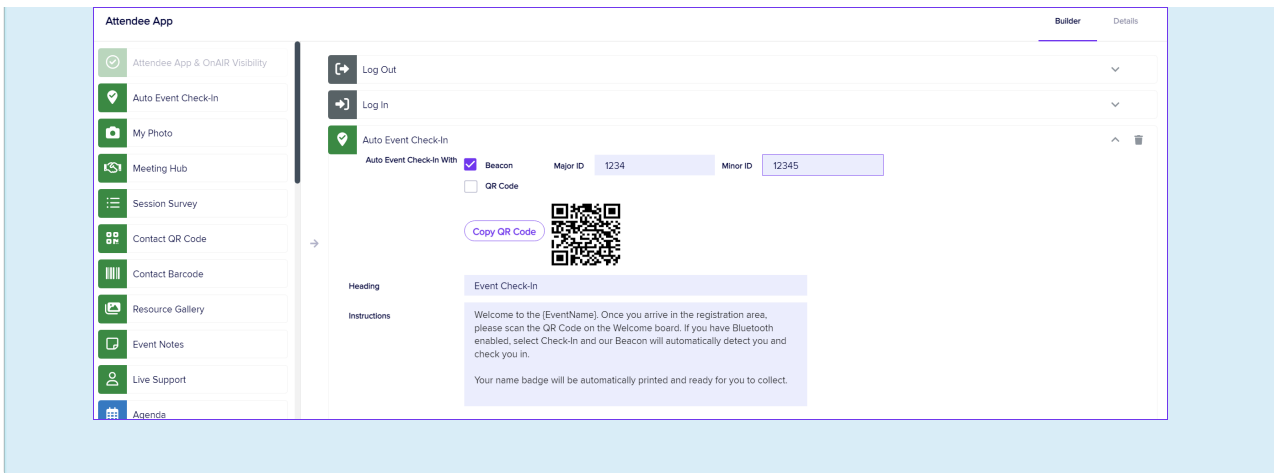 Attendee App
Builder
Details
Attendee App & OnAIR Visibility
Auto Event Check-In
My Photo
Meeting Hub
Session Survey
Contact QR Code
Contact Barcode
Resource Gallery
Event Notes
Live Support
Agenda
Log Out
Log In
Auto Event Check-In
Auto Event Check-In With
Beacon
Major ID
1234
Minor ID
12345
QR Code
Copy QR Code
Heading
Event Check-In
Instructions
Welcome to the {EventName}. Once you arrive in the registration area,
please scan the QR Code on the Welcome board. If you have Bluetooth
enabled, select Check-In and our Beacon will automatically detect you and
check you in.
Your name badge will be automatically printed and ready for you to collect.